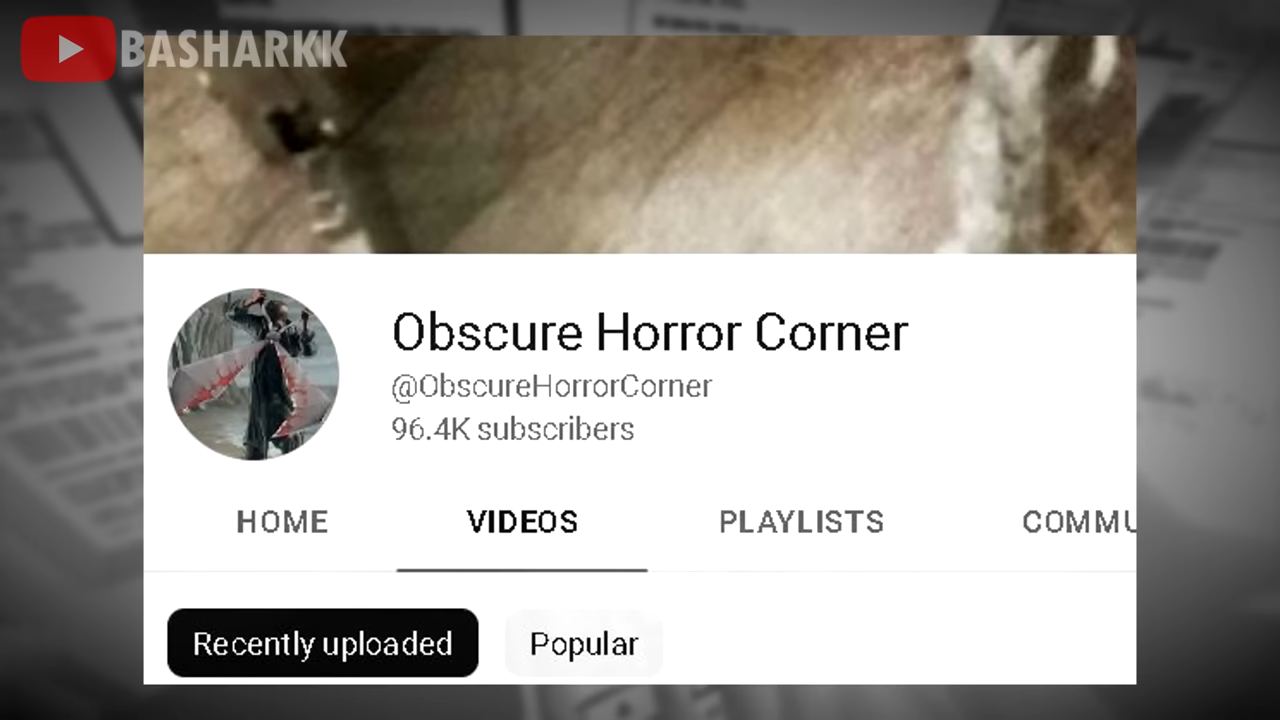 BASHARKK
Obscure Horror Corner
@ObscureHorrorCorner
96.4K subscribers
HOME VIDEOS PLAYLISTS COMMU
Recently uploaded Popular